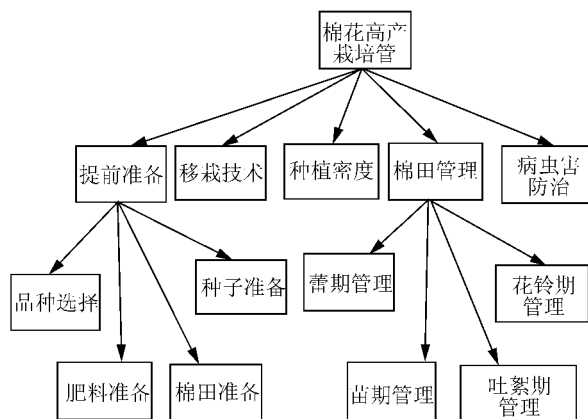 棉花高产
栽培管
提前准备
移栽技术
种植密度
棉田管理
病虫害
防治
品种选择
种子准备
蕾期管理
花铃期
管理
肥料准备
棉田准备
苗期管理
吐絮期
管理